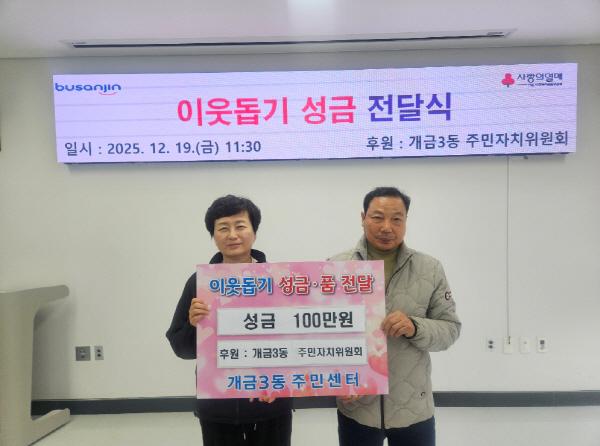 busanjin
사랑의열매
이웃돕기 성금 전달식
일시 : 2025. 12. 19.(금) 11:30
후원 : 개금3동 주민자치위원회
이웃돕기 성금·품 전달
성금 100만원
후원 : 개금3동 주민자치위원회
개금3동 주민센터